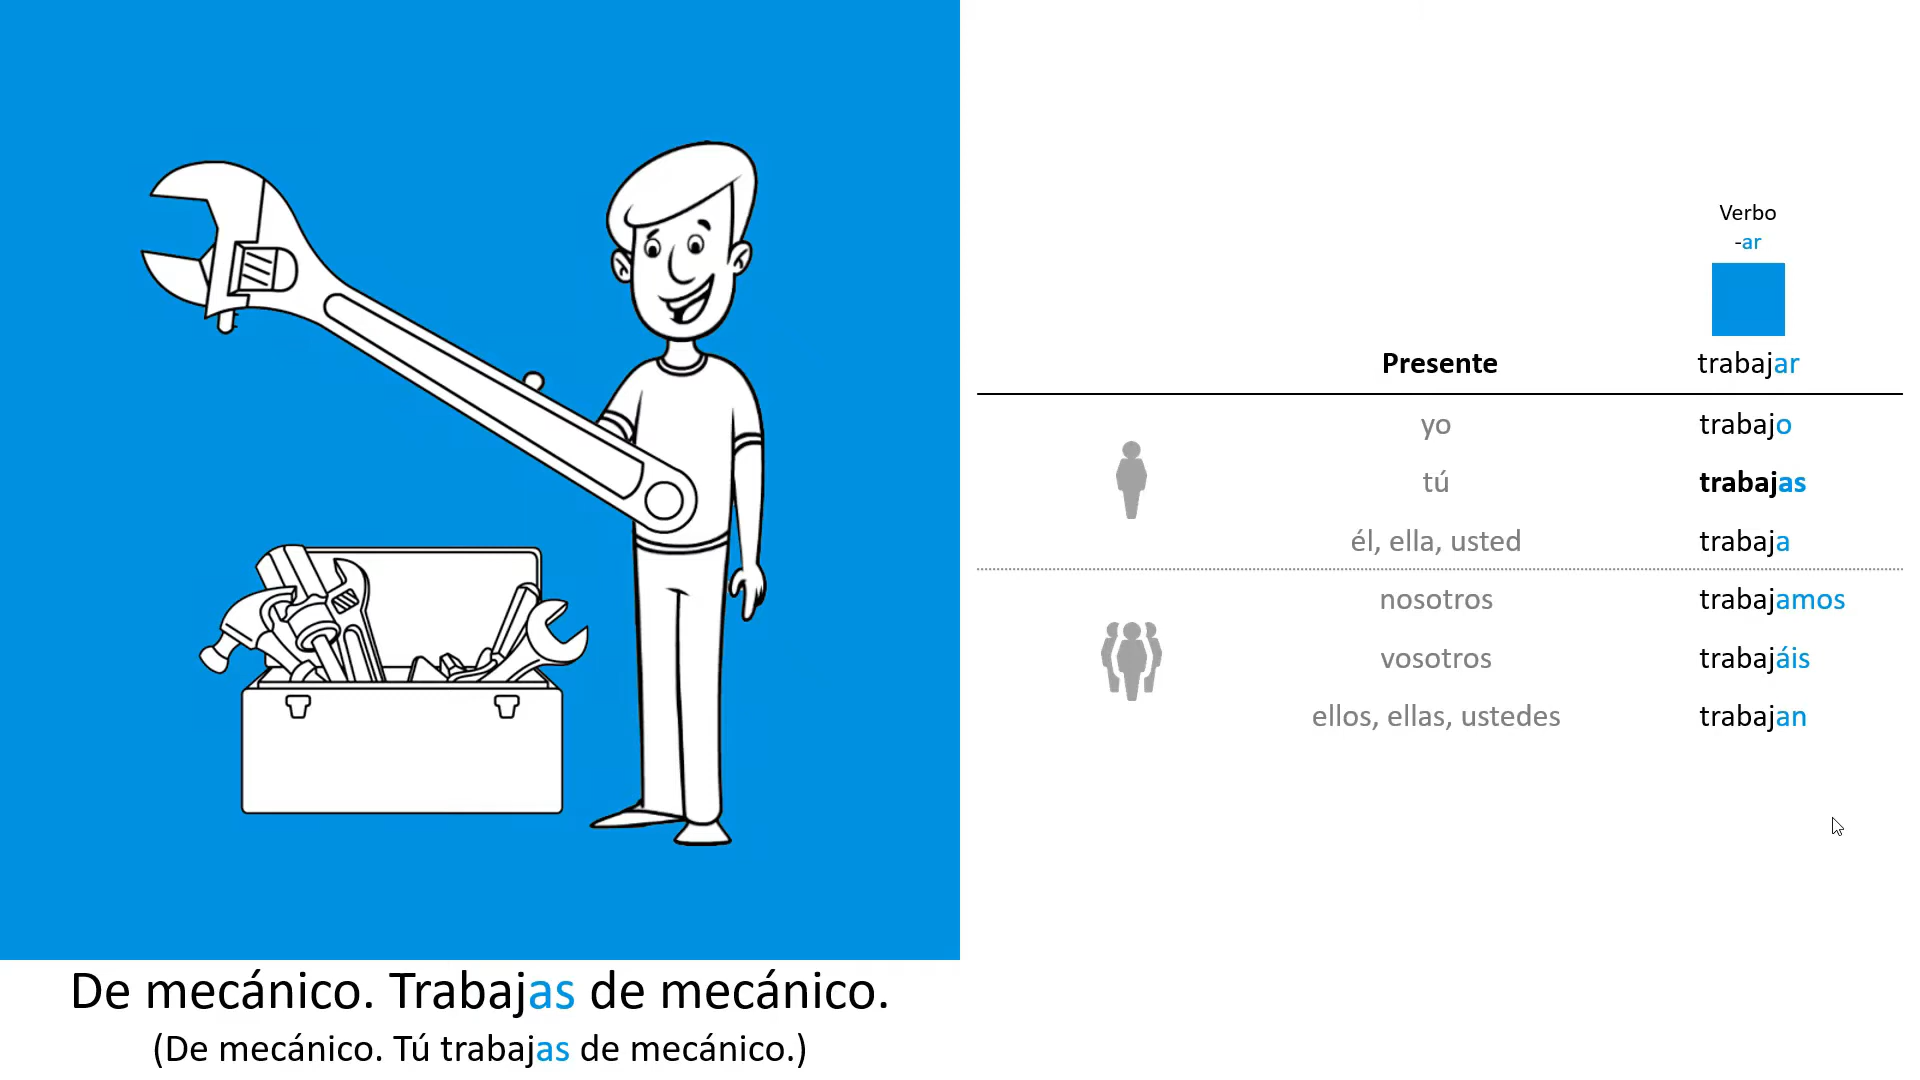 De mecánico. Trabajas de mecánico.
(De mecánico. Tú trabajas de mecánico.)
Verbo
-ar
Presente trabajar
yo trabajo
tú trabajas
él, ella, usted trabaja
nosotros trabajamos
vosotros trabajáis
ellos, ellas, ustedes trabajan